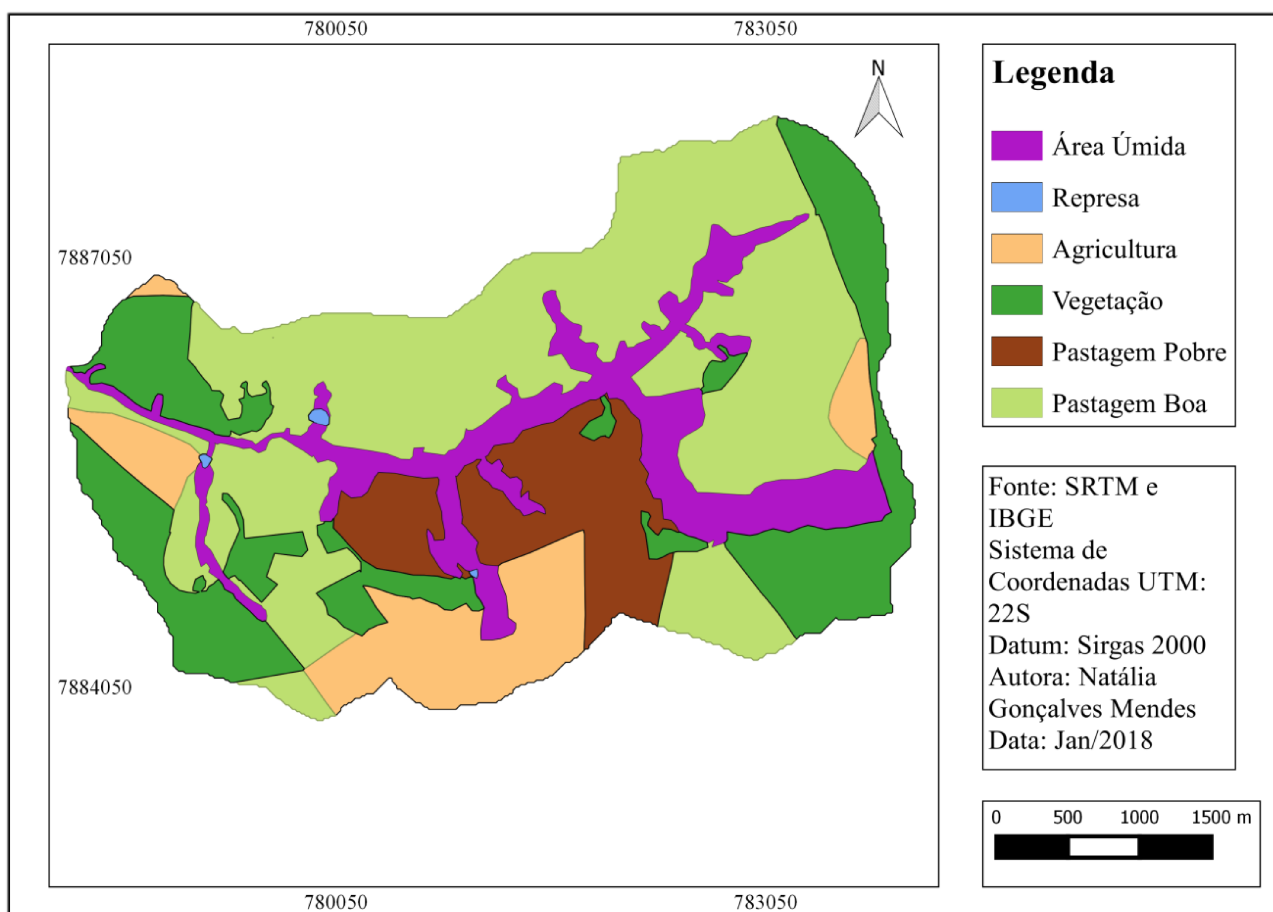 780050 783050
N
7887050
7884050
780050 783050
Legenda
Área Úmida
Represa
Agricultura
Vegetação
Pastagem Pobre
Pastagem Boa
Fonte: SRTM e
IBGE
Sistema de
Coordenadas UTM:
22S
Datum: Sirgas 2000
Autora: Natália
Gonçalves Mendes
Data: Jan/2018
0 500 1000 1500 m